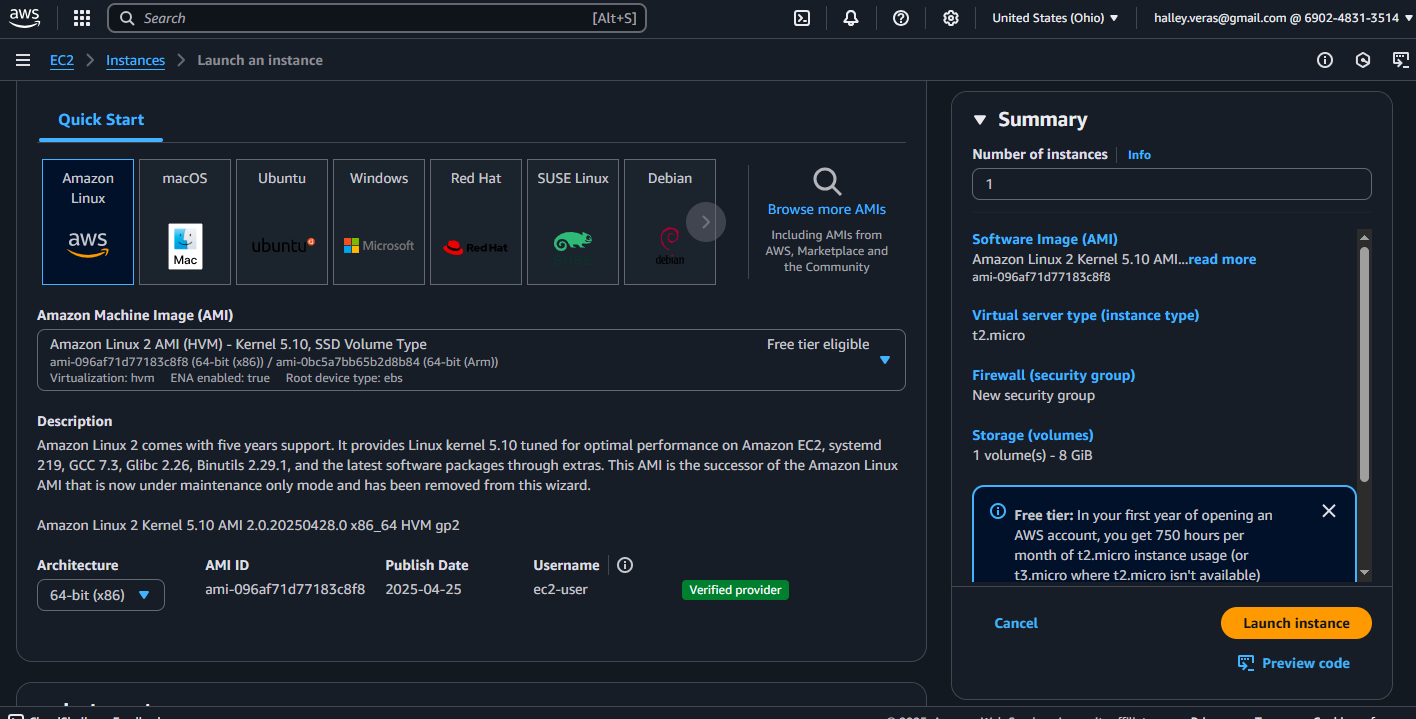 aws
Search
[Alt+S]
United States (Ohio)
halley.veras@gmail.com @ 6902-4831-3514
EC2
Instances
Launch an instance
Quick Start
Amazon Linux
aws
macOS
Mac
Ubuntu
ubuntu
Windows
Microsoft
Red Hat
Red Hat
SUSE Linux
SUSE
Debian
debian
Browse more AMIs
Including AMIs from
AWS, Marketplace and
the Community
Amazon Machine Image (AMI)
Amazon Linux 2 AMI (HVM) - Kernel 5.10, SSD Volume Type
Free tier eligible
ami-096af71d77183c8f8 (64-bit (x86)) / ami-0bc5a7bb65b2d8b84 (64-bit (Arm))
Virtualization: hvm ENA enabled: true Root device type: ebs
Description
Amazon Linux 2 comes with five years support. It provides Linux kernel 5.10 tuned for optimal performance on Amazon EC2, systemd
219, GCC 7.3, Glibc 2.26, Binutils 2.29.1, and the latest software packages through extras. This AMI is the successor of the Amazon Linux
AMI that is now under maintenance only mode and has been removed from this wizard.
Amazon Linux 2 Kernel 5.10 AMI 2.0.20250428.0 x86_64 HVM gp2
Architecture
AMI ID
Publish Date
Username
64-bit (x86)
ami-096af71d77183c8f8
2025-04-25
ec2-user
Verified provider
Summary
Number of instances
Info
1
Software Image (AMI)
Amazon Linux 2 Kernel 5.10 AMI...read more
ami-096af71d77183c8f8
Virtual server type (instance type)
t2.micro
Firewall (security group)
New security group
Storage (volumes)
1 volume(s) - 8 GiB
Free tier: In your first year of opening an
AWS account, you get 750 hours per
month of t2.micro instance usage (or
t3.micro where t2.micro isn't available)
Cancel
Launch instance
Preview code